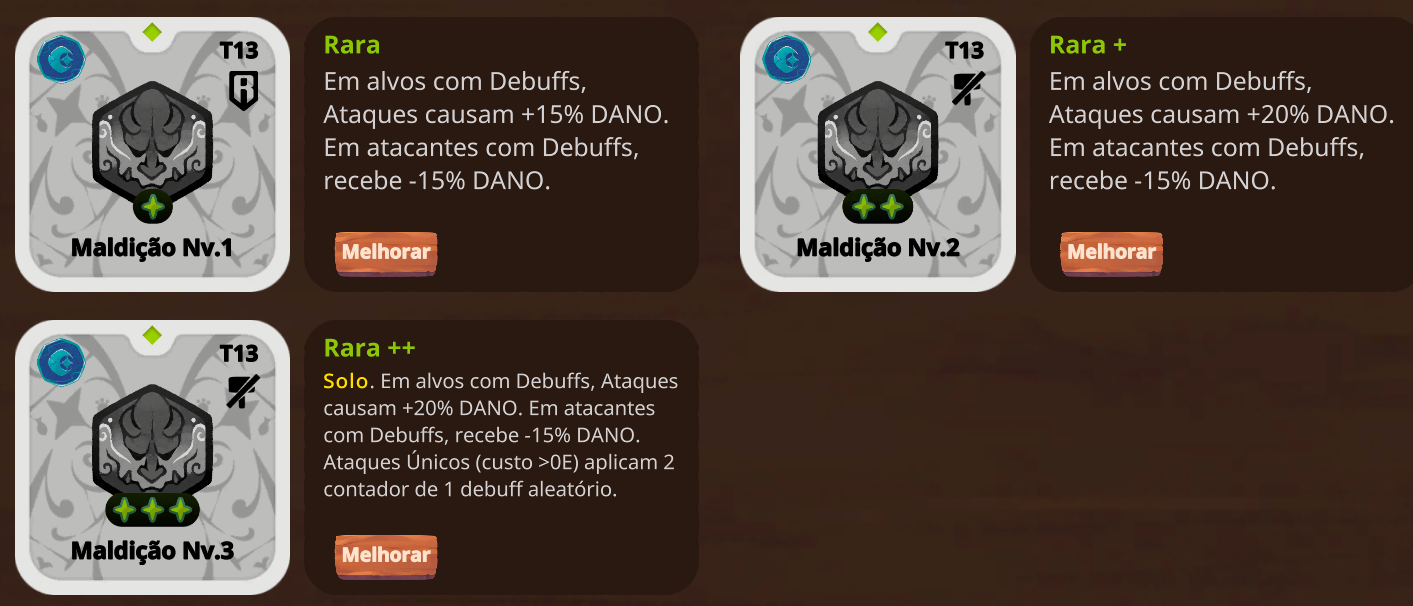 T13
Maldição Nv.1
Rara
Em alvos com Debuffs,
Ataques causam +15% DANO.
Em atacantes com Debuffs,
recebe -15% DANO.
Melhorar
T13
Maldição Nv.2
Rara +
Em alvos com Debuffs,
Ataques causam +20% DANO.
Em atacantes com Debuffs,
recebe -15% DANO.
Melhorar
T13
Maldição Nv.3
Rara ++
Solo. Em alvos com Debuffs, Ataques
causam +20% DANO. Em atacantes
com Debuffs, recebe -15% DANO.
Ataques Únicos (custo >0E) aplicam 2
contador de 1 debuff aleatório.
Melhorar